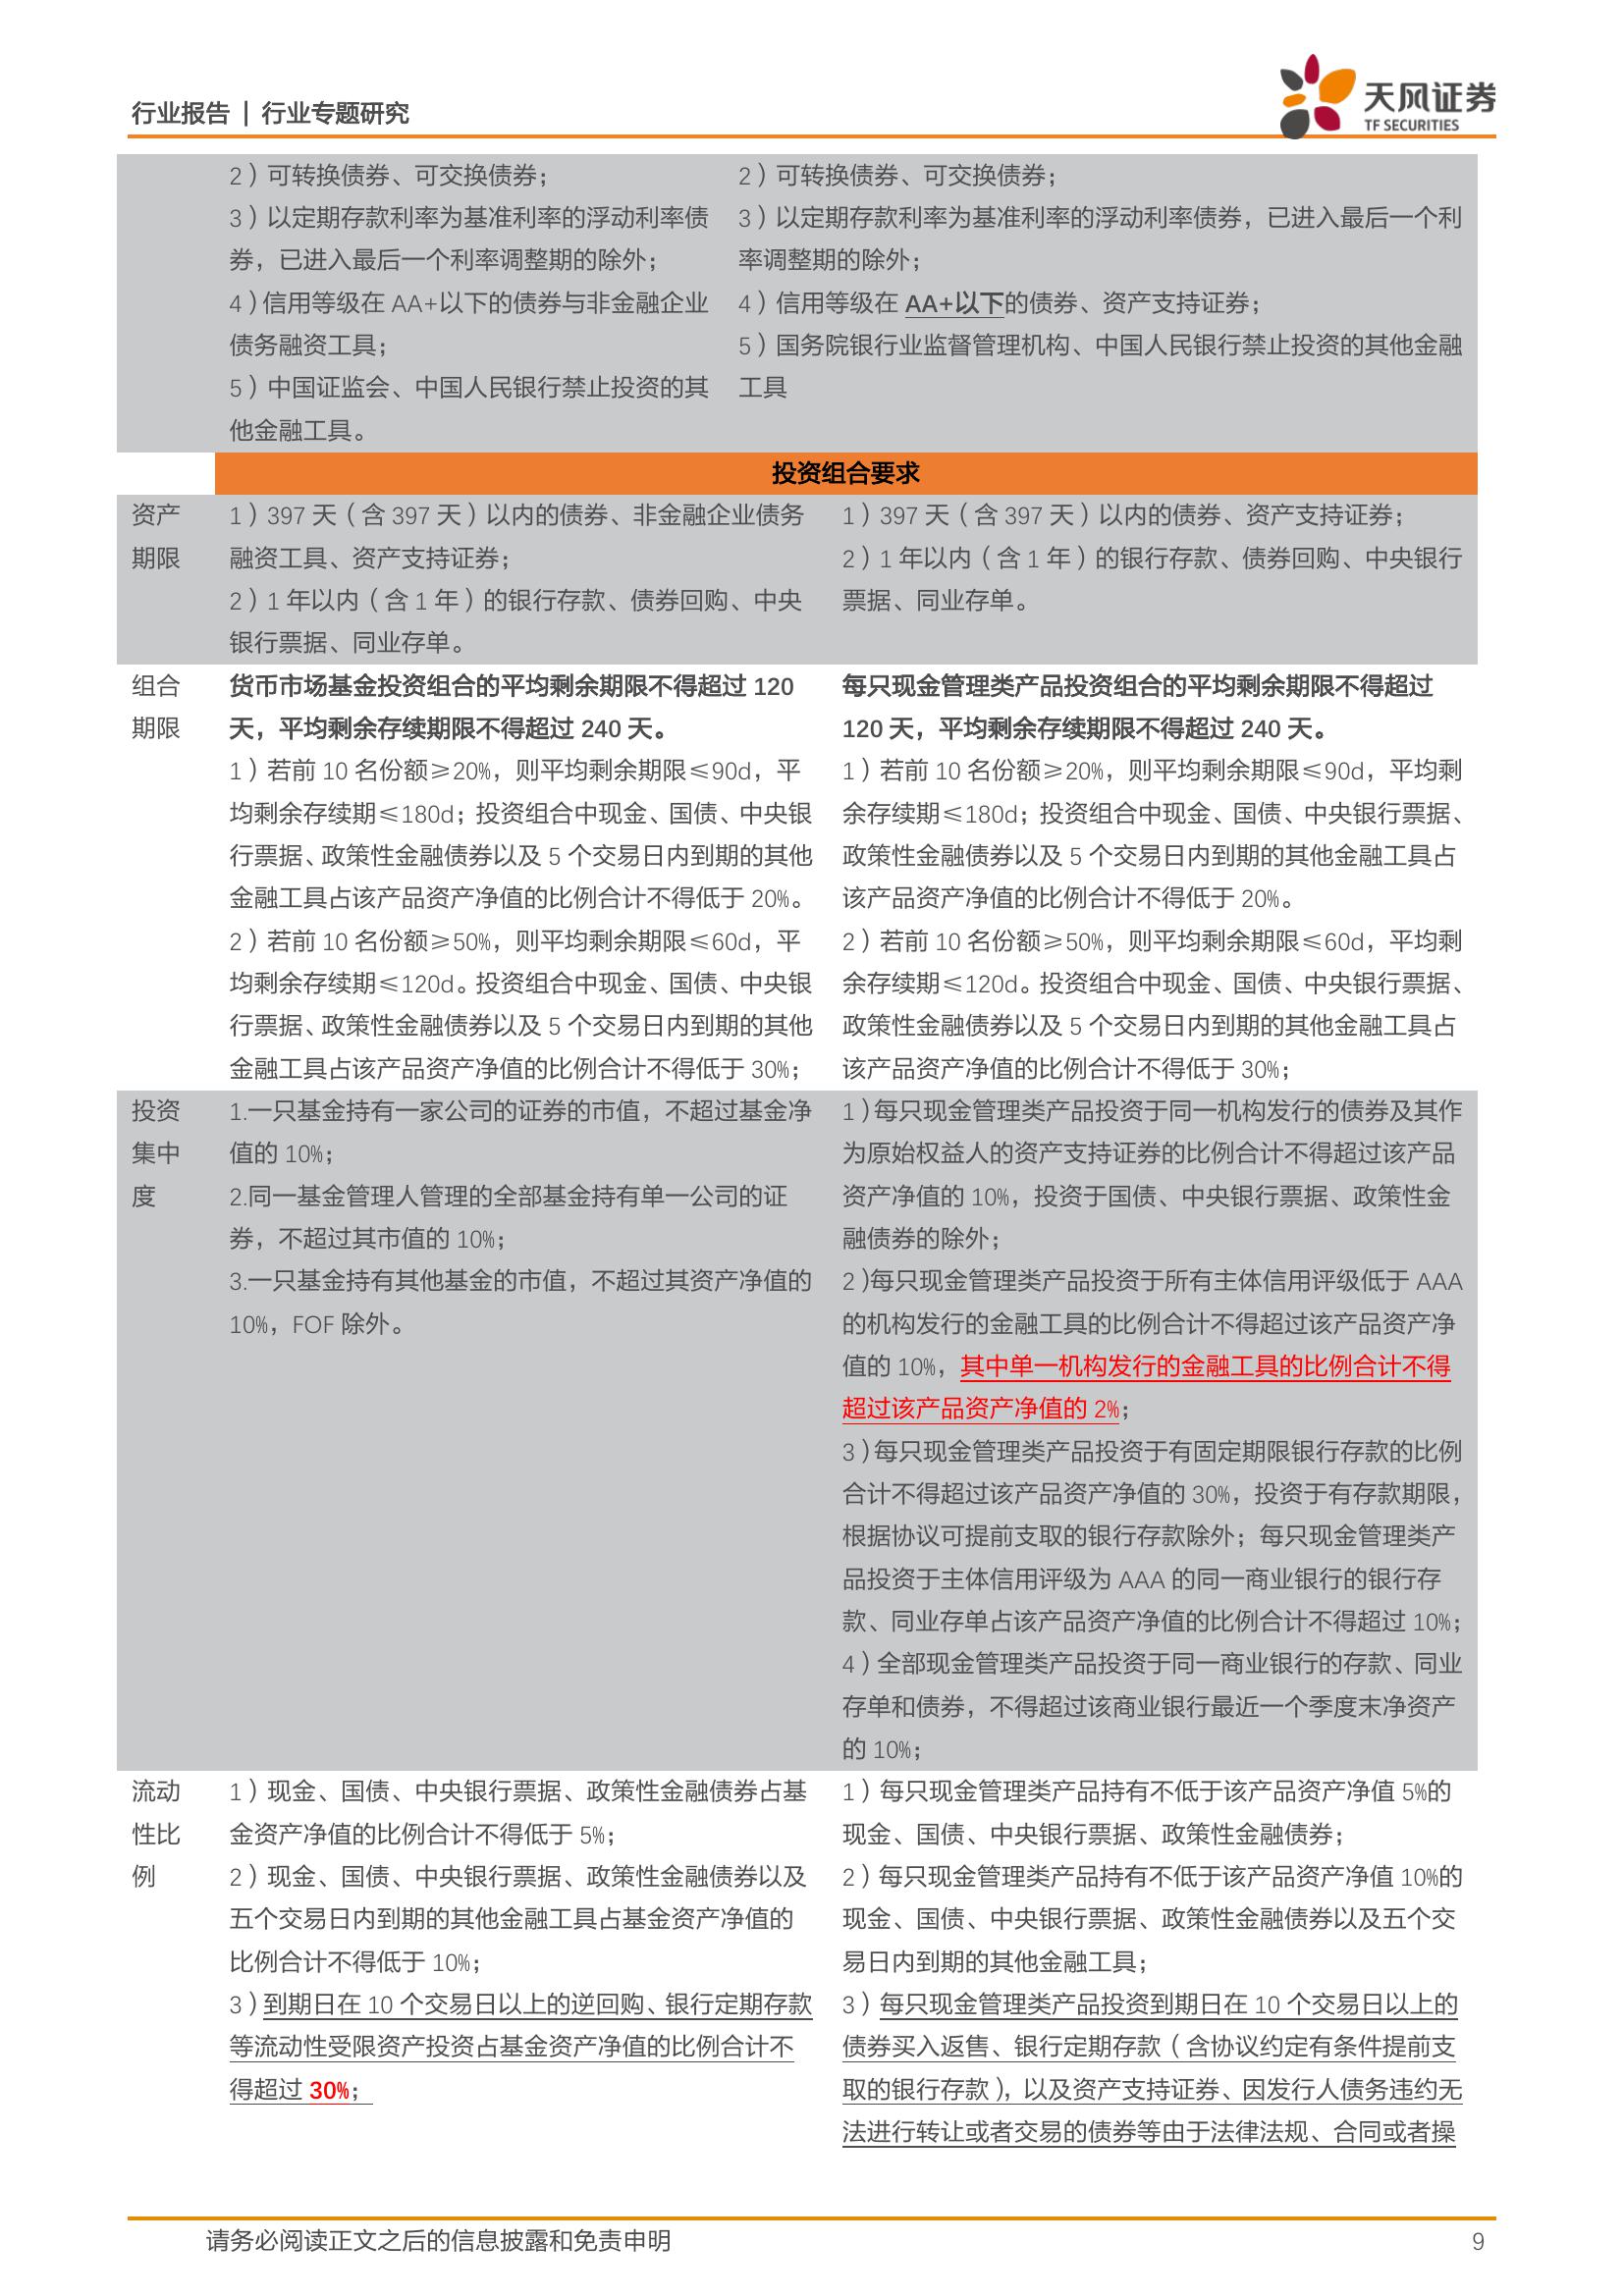 行业报告 | 行业专题研究
天风证券
TF SECURITIES
2）可转换债券、可交换债券；
3）以定期存款利率为基准利率的浮动利率债
券，已进入最后一个利率调整期的除外；
4）信用等级在 AA+以下的债券与非金融企业
债务融资工具；
5）中国证监会、中国人民银行禁止投资的其
他金融工具。
2）可转换债券、可交换债券；
3）以定期存款利率为基准利率的浮动利率债券，已进入最后一个利
率调整期的除外；
4）信用等级在 AA+以下的债券、资产支持证券；
5）国务院银行业监督管理机构、中国人民银行禁止投资的其他金融
工具
投资组合要求
资产
期限
1）397 天（含 397 天）以内的债券、非金融企业债务
融资工具、资产支持证券；
2）1 年以内（含 1 年）的银行存款、债券回购、中央
银行票据、同业存单。
1）397 天（含 397 天）以内的债券、资产支持证券；
2）1 年以内（含 1 年）的银行存款、债券回购、中央银行
票据、同业存单。
组合
期限
货币市场基金投资组合的平均剩余期限不得超过 120
天，平均剩余存续期限不得超过 240 天。
1）若前 10 名份额≥20%，则平均剩余期限≤90d，平
均剩余存续期≤180d；投资组合中现金、国债、中央银
行票据、政策性金融债券以及 5 个交易日内到期的其他
金融工具占该产品资产净值的比例合计不得低于 20%。
2）若前 10 名份额≥50%，则平均剩余期限≤60d，平
均剩余存续期≤120d。投资组合中现金、国债、中央银
行票据、政策性金融债券以及 5 个交易日内到期的其他
金融工具占该产品资产净值的比例合计不得低于 30%；
每只现金管理类产品投资组合的平均剩余期限不得超过
120 天，平均剩余存续期限不得超过 240 天。
1）若前 10 名份额≥20%，则平均剩余期限≤90d，平均剩
余存续期≤180d；投资组合中现金、国债、中央银行票据、
政策性金融债券以及 5 个交易日内到期的其他金融工具占
该产品资产净值的比例合计不得低于 20%。
2）若前 10 名份额≥50%，则平均剩余期限≤60d，平均剩
余存续期≤120d。投资组合中现金、国债、中央银行票据、
政策性金融债券以及 5 个交易日内到期的其他金融工具占
该产品资产净值的比例合计不得低于 30%；
投资
集中
度
1.一只基金持有一家公司的证券的市值，不超过基金净
值的 10%；
2.同一基金管理人管理的全部基金持有单一公司的证
券，不超过其市值的 10%；
3.一只基金持有其他基金的市值，不超过其资产净值的
10%，FOF 除外。
1）每只现金管理类产品投资于同一机构发行的债券及其作
为原始权益人的资产支持证券的比例合计不得超过该产品
资产净值的 10%，投资于国债、中央银行票据、政策性金
融债券的除外；
2）每只现金管理类产品投资于所有主体信用评级低于 AAA
的机构发行的金融工具的比例合计不得超过该产品资产净
值的 10%，其中单一机构发行的金融工具的比例合计不得
超过该产品资产净值的 2%；
3）每只现金管理类产品投资于有固定期限银行存款的比例
合计不得超过该产品资产净值的 30%，投资于有存款期限，
根据协议可提前支取的银行存款除外；每只现金管理类产
品投资于主体信用评级为 AAA 的同一商业银行的银行存
款、同业存单占该产品资产净值的比例合计不得超过 10%；
4）全部现金管理类产品投资于同一商业银行的存款、同业
存单和债券，不得超过该商业银行最近一个季度末净资产
的 10%；
流动
性比
例
1）现金、国债、中央银行票据、政策性金融债券占基
金资产净值的比例合计不得低于 5%；
2）现金、国债、中央银行票据、政策性金融债券以及
五个交易日内到期的其他金融工具占基金资产净值的
比例合计不得低于 10%；
3）到期日在 10 个交易日以上的逆回购、银行定期存款
等流动性受限资产投资占基金资产净值的比例合计不
得超过 30%；
1）每只现金管理类产品持有不低于该产品资产净值 5%的
现金、国债、中央银行票据、政策性金融债券；
2）每只现金管理类产品持有不低于该产品资产净值 10%的
现金、国债、中央银行票据、政策性金融债券以及五个交
易日内到期的其他金融工具；
3）每只现金管理类产品投资到期日在 10 个交易日以上的
债券买入返售、银行定期存款（含协议约定有条件提前支
取的银行存款），以及资产支持证券、因发行人债务违约无
法进行转让或者交易的债券等由于法律法规、合同或者操
请务必阅读正文之后的信息披露和免责申明
9